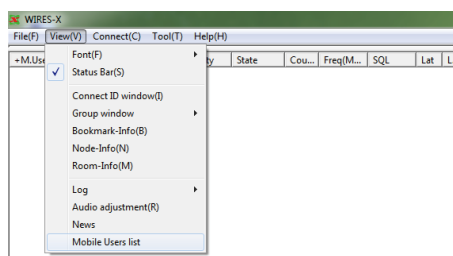 WIRES-X
File(F) View(V) Connect(C) Tool(T) Help(H)
+M.Use ty State Cou... Freq(M... SQL Lat L
Font(F)
Status Bar(S)
Connect ID window(I)
Group window
Bookmark-Info(B)
Node-Info(N)
Room-Info(M)
Log
Audio adjustment(R)
News
Mobile Users list